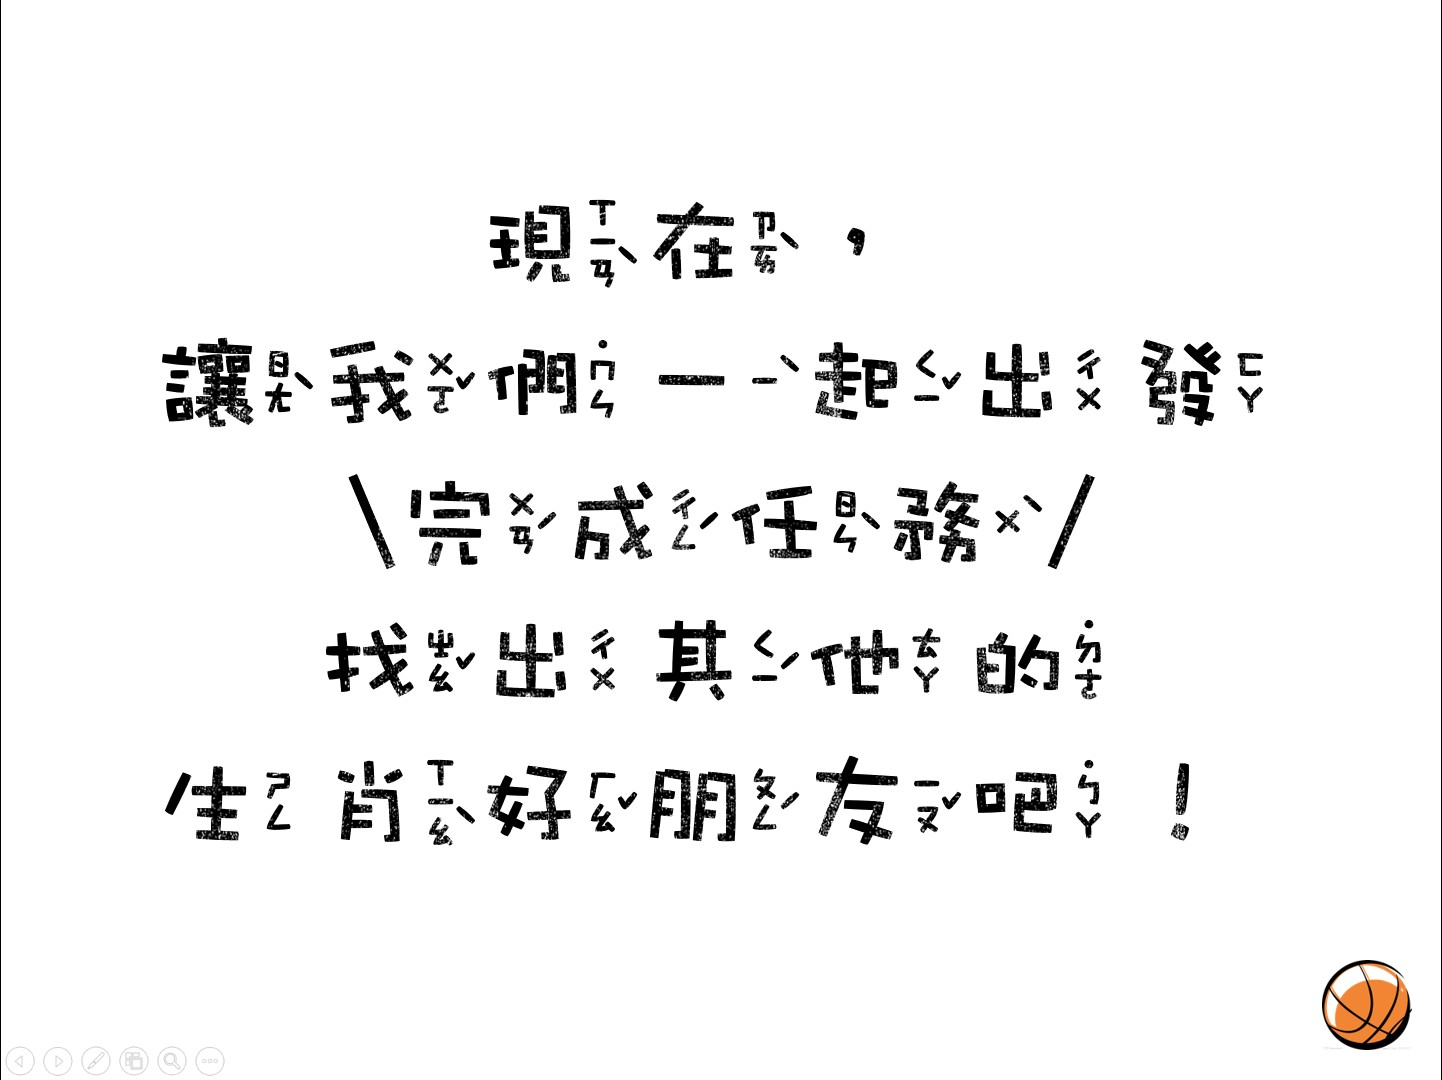 現在，
讓我們一起出發
\完成任務/
找出其他的
生肖好朋友吧！